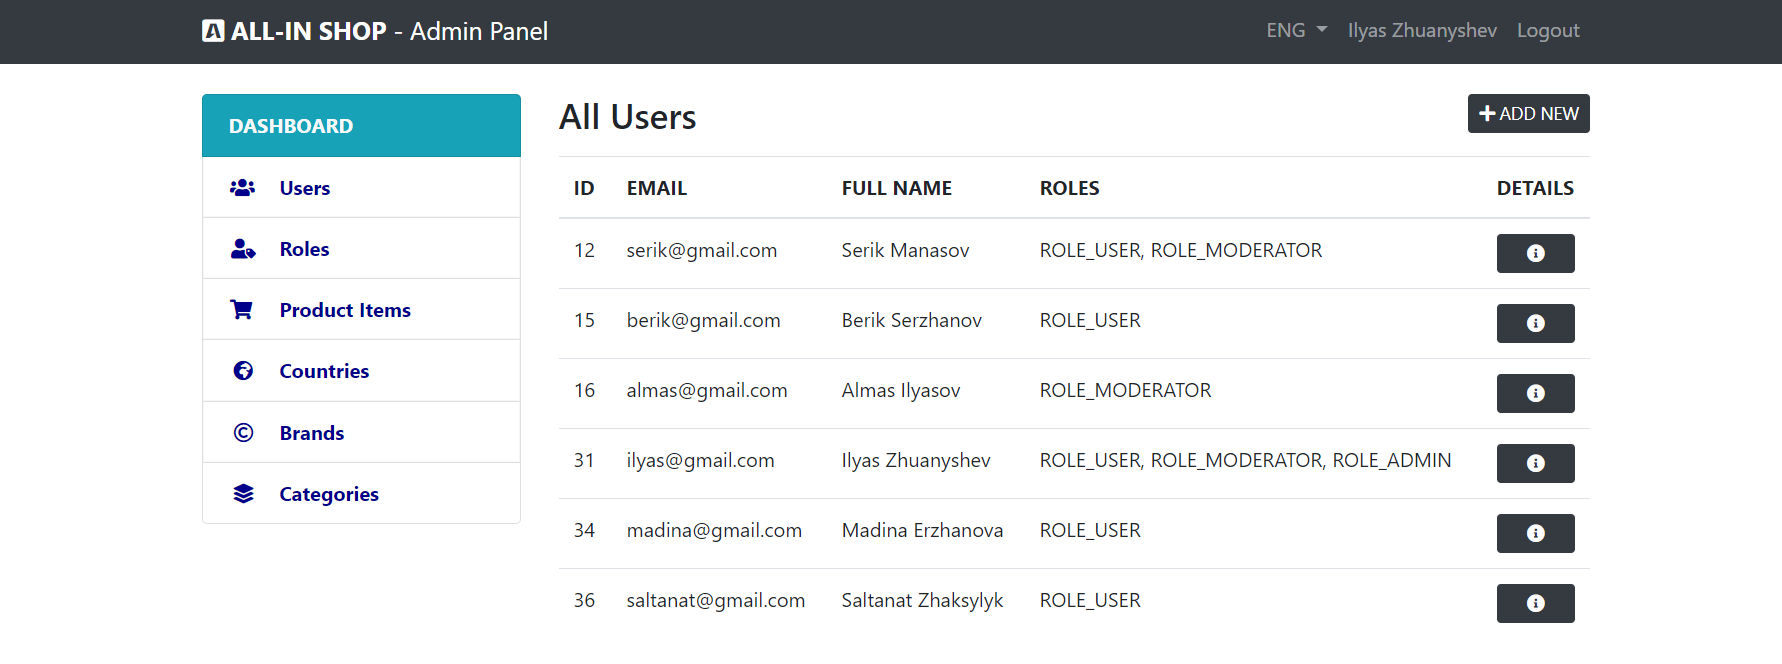 ALL-IN SHOP - Admin Panel
ENG Ilyas Zhuanyshev Logout
DASHBOARD
Users
Roles
Product Items
Countries
Brands
Categories
All Users
ADD NEW
ID EMAIL FULL NAME ROLES DETAILS
12 serik@gmail.com Serik Manasov ROLE_USER, ROLE_MODERATOR
15 berik@gmail.com Berik Serzhanov ROLE_USER
16 almas@gmail.com Almas Ilyasov ROLE_MODERATOR
31 ilyas@gmail.com Ilyas Zhuanyshev ROLE_USER, ROLE_MODERATOR, ROLE_ADMIN
34 madina@gmail.com Madina Erzhanova ROLE_USER
36 saltanat@gmail.com Saltanat Zhaksylyk ROLE_USER